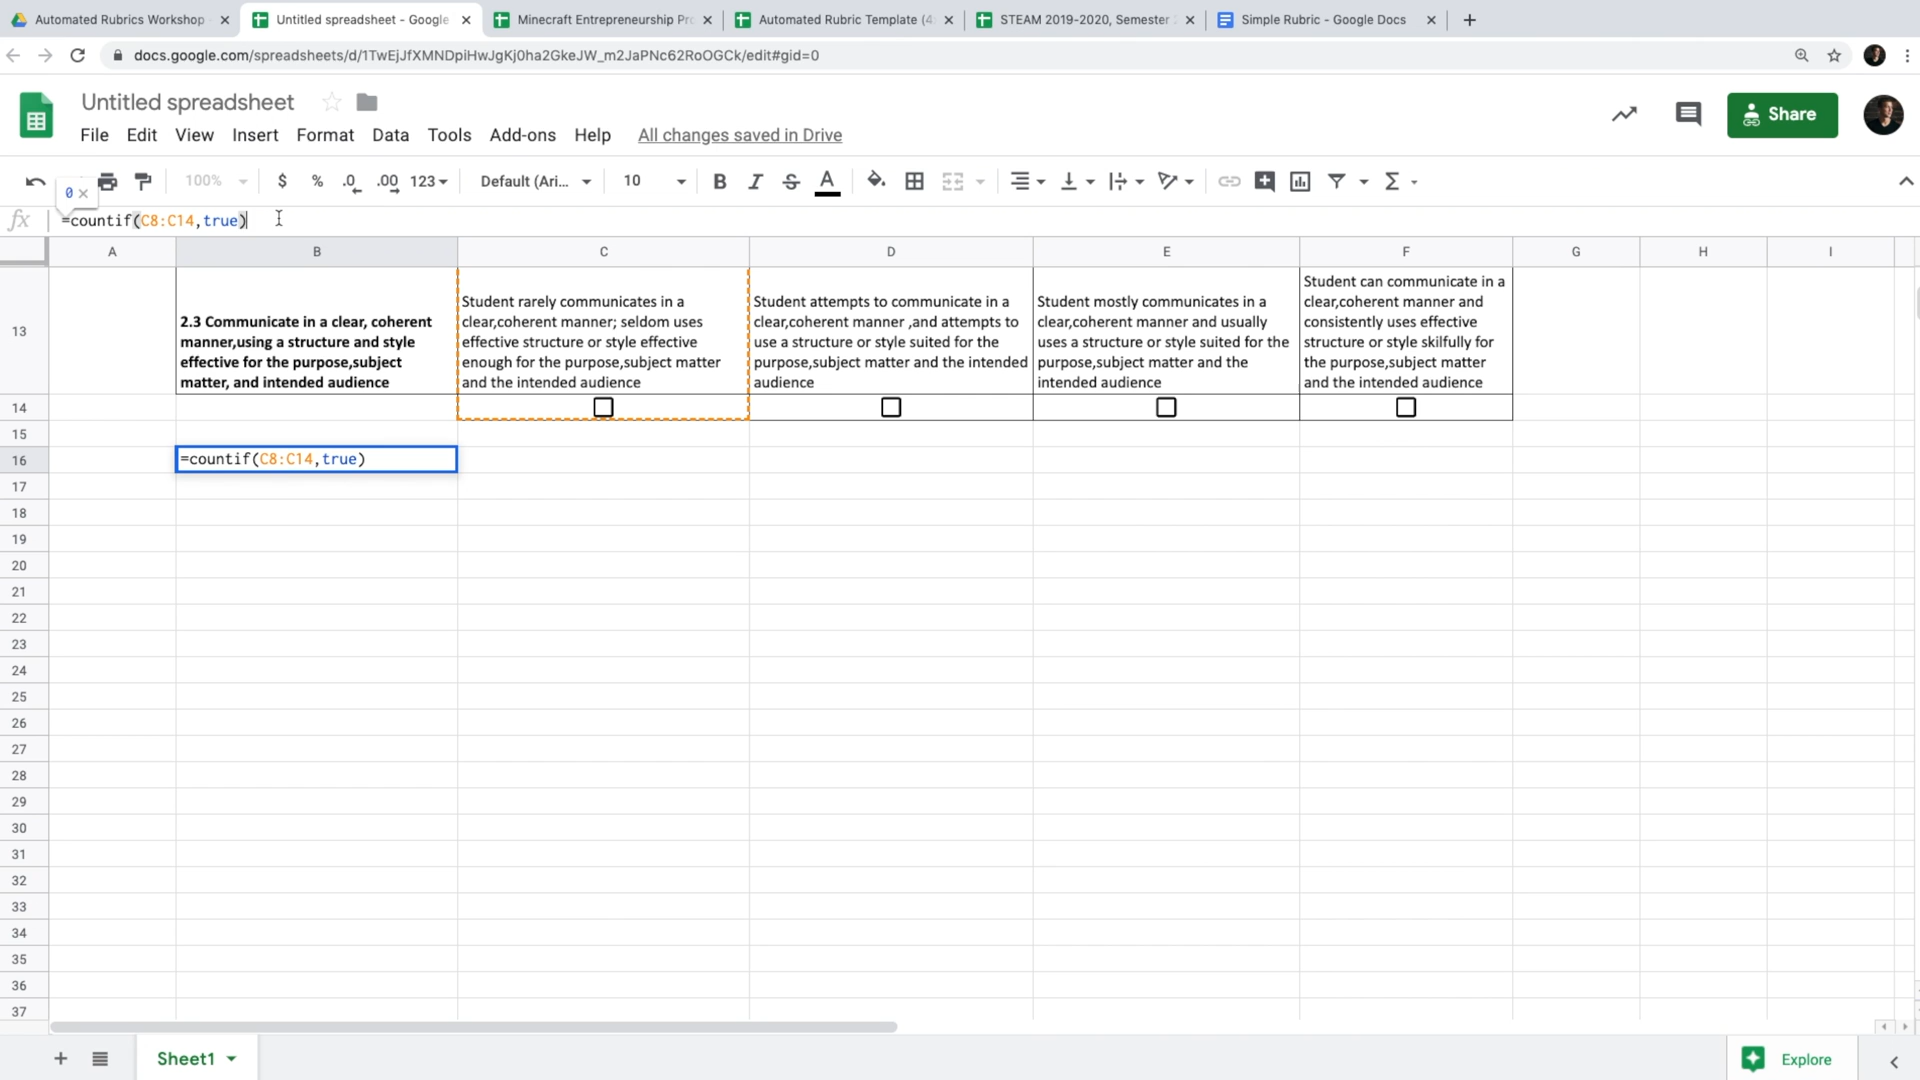 Automated Rubrics Workshop
Untitled spreadsheet - Google
Minecraft Entrepreneurship Pr
Automated Rubric Template (4
STEAM 2019-2020, Semester
Simple Rubric - Google Docs
docs.google.com/spreadsheets/d/1TwEjJfXMNDpiHwJgKj0ha2GkeJW_m2JaPNc62RoOGCk/edit#gid=0
Untitled spreadsheet
File Edit View Insert Format Data Tools Add-ons Help All changes saved in Drive
Share
100% $ % .0 .00 123 Default (Ari... 10 B I S A Σ
0 ×
fx =countif(C8:C14,true)
A B C D E F G H I
13
2.3 Communicate in a clear, coherent
manner,using a structure and style
effective for the purpose,subject
matter, and intended audience
Student rarely communicates in a
clear,coherent manner; seldom uses
effective structure or style effective
enough for the purpose,subject matter
and the intended audience
Student attempts to communicate in a
clear,coherent manner ,and attempts to
use a structure or style suited for the
purpose,subject matter and the intended
audience
Student mostly communicates in a
clear,coherent manner and usually
uses a structure or style suited for the
purpose,subject matter and the
intended audience
Student can communicate in a
clear,coherent manner and
consistently uses effective
structure or style skilfully for
the purpose,subject matter
and the intended audience
14
15
16 =countif(C8:C14,true)
17
18
19
20
21
22
23
24
25
26
27
28
29
30
31
32
33
34
35
36
37
Sheet1
Explore